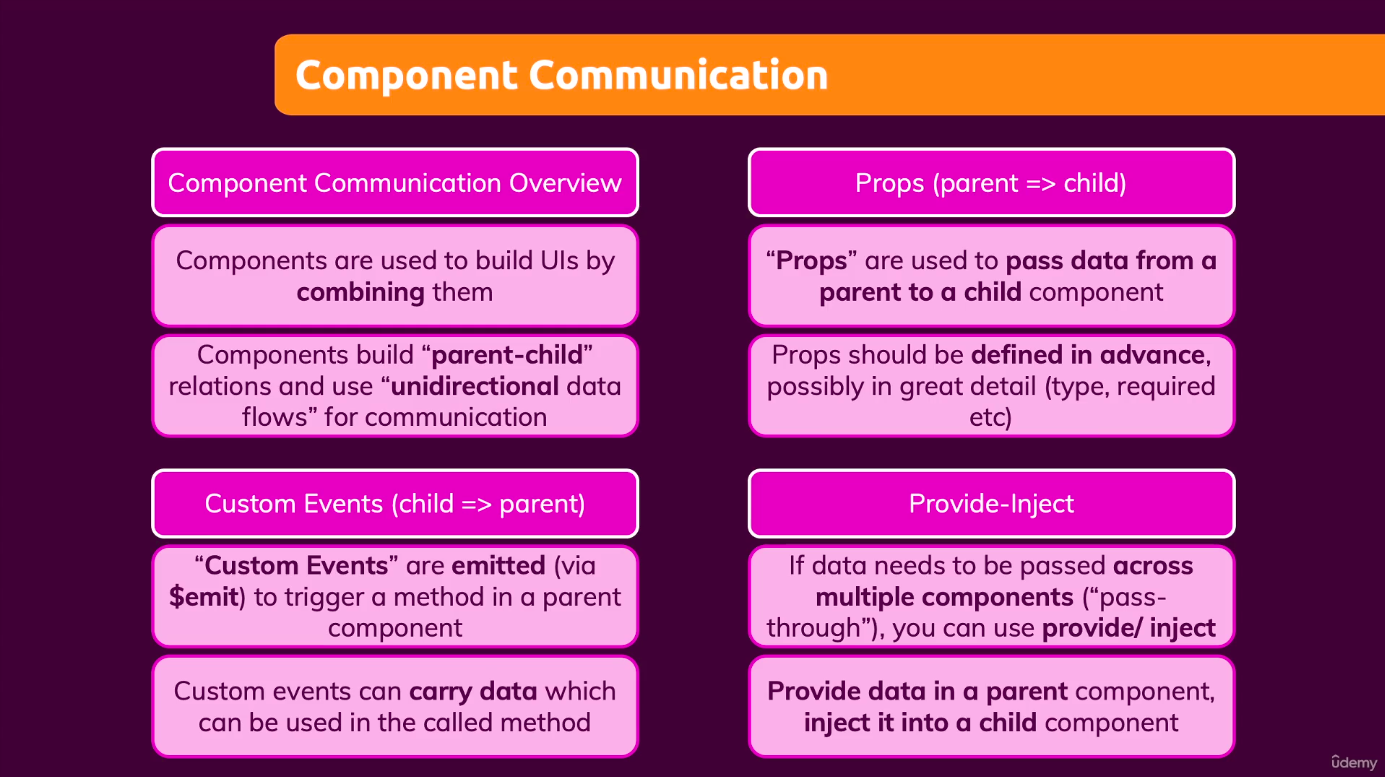 Component Communication
Component Communication Overview
Components are used to build UIs by
combining them
Components build “parent-child”
relations and use “unidirectional data
flows” for communication
Props (parent => child)
“Props” are used to pass data from a
parent to a child component
Props should be defined in advance,
possibly in great detail (type, required
etc)
Custom Events (child => parent)
“Custom Events” are emitted (via
$emit) to trigger a method in a parent
component
Custom events can carry data which
can be used in the called method
Provide-Inject
If data needs to be passed across
multiple components (“pass-
through”), you can use provide/ inject
Provide data in a parent component,
inject it into a child component
ûdemy